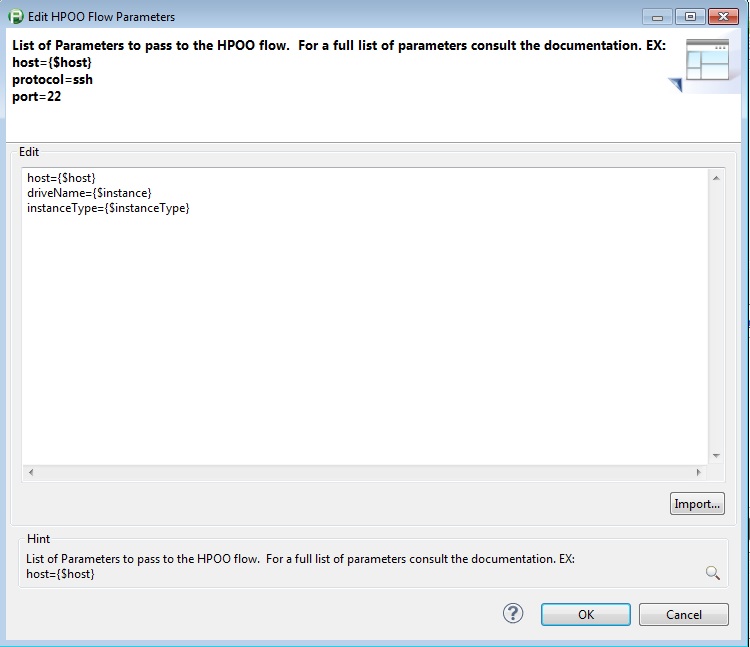 Edit HPOO Flow Parameters
List of Parameters to pass to the HPOO flow.  For a full list of parameters consult the documentation. EX:
host={$host}
protocol=ssh
port=22
Edit
host={$host}
driveName={$instance}
instanceType={$instanceType}
Import...
Hint
List of Parameters to pass to the HPOO flow.  For a full list of parameters consult the documentation. EX:
host={$host}
?
OK
Cancel